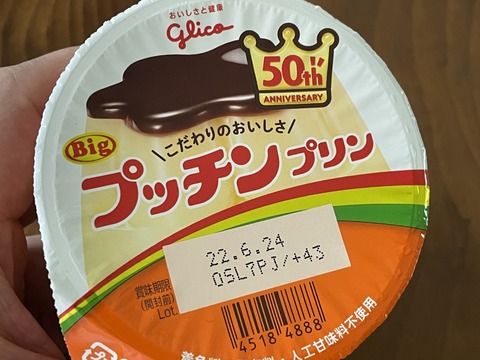 おいしさと健康
glico
50th!!
ANNIVERSARY
\こだわりのおいしさ/
Big
プッチンプリン
22.6.24
OSL7PJ/+43
賞味期限
(開封前)
Lot
4518 4888
人工甘味料不使用